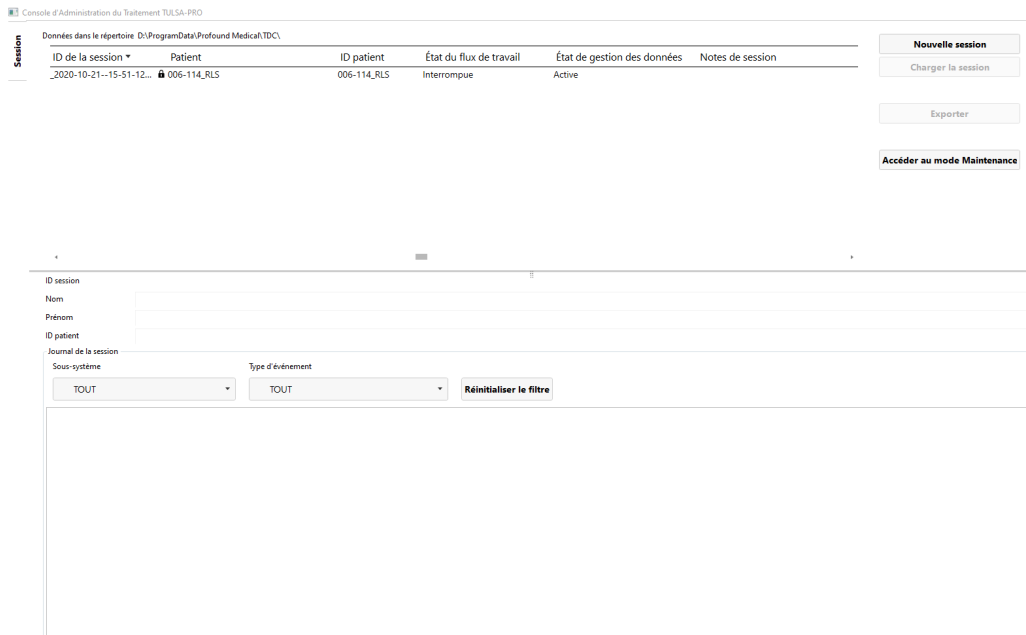 Console d'Administration du Traitement TULSA-PRO
Session
Données dans le répertoire D:\ProgramData\Profound Medical\TDC\
ID de la session Patient ID patient État du flux de travail État de gestion des données Notes de session
_2020-10-21--15-51-12... 006-114_RLS 006-114_RLS Interrompue Active
Nouvelle session
Charger la session
Exporter
Accéder au mode Maintenance
ID session
Nom
Prénom
ID patient
Journal de la session
Sous-système Type d'événement
TOUT TOUT Réinitialiser le filtre